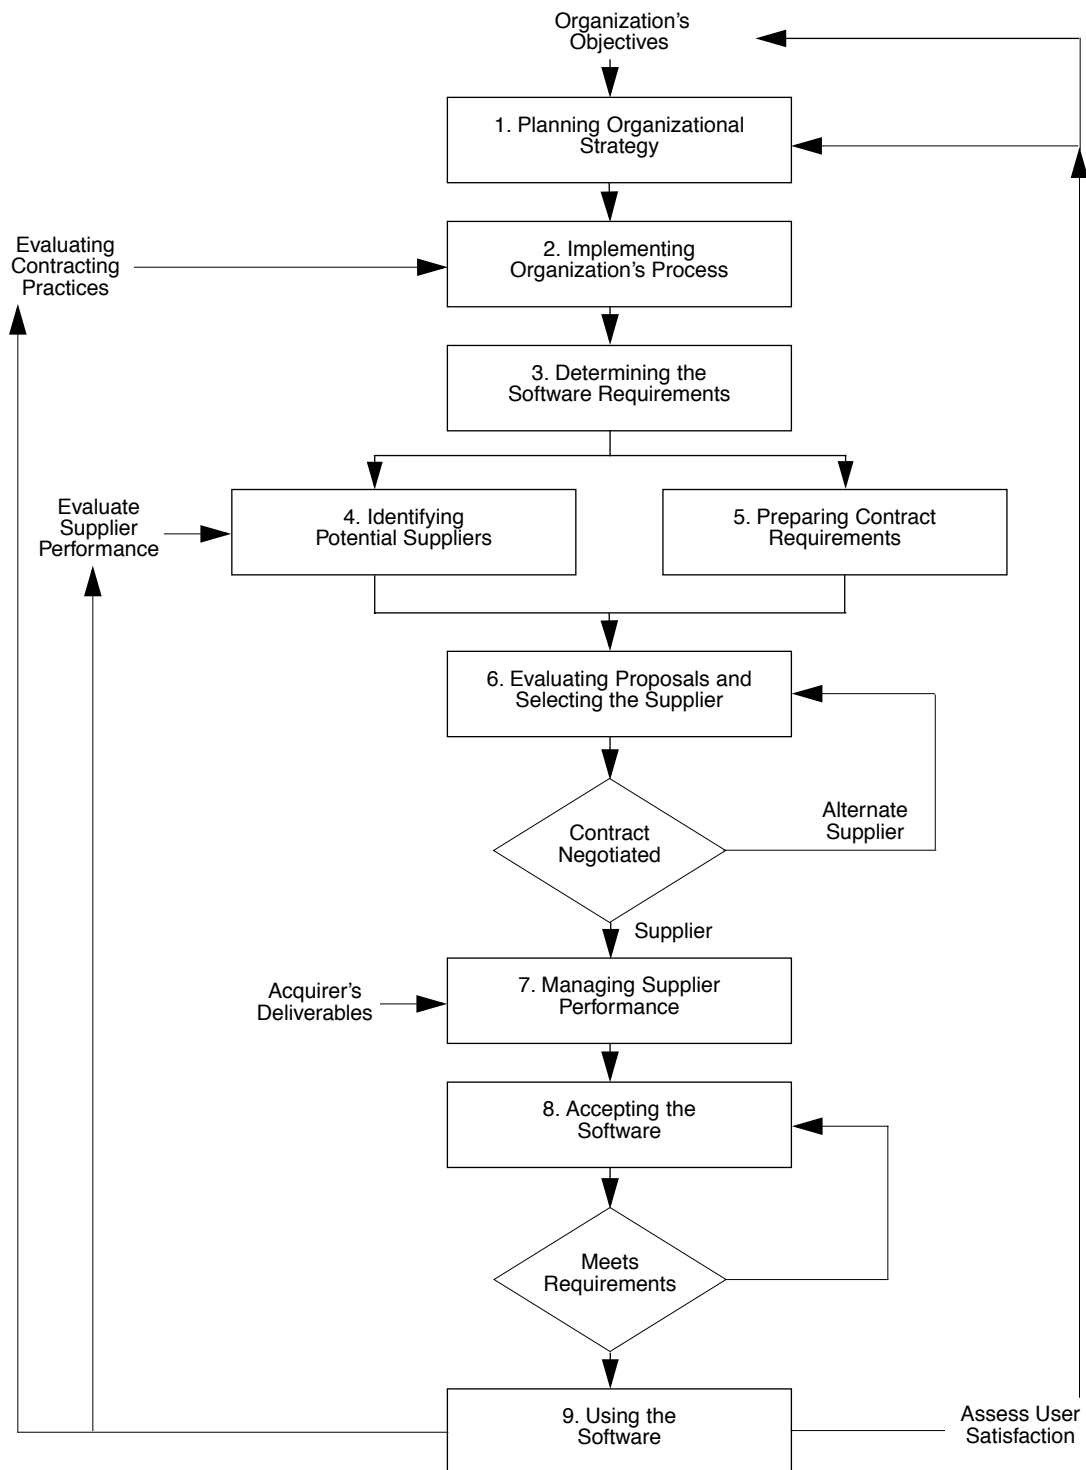 Organization’s
Objectives
1. Planning Organizational
Strategy
Evaluating
Contracting
Practices
2. Implementing
Organization’s Process
3. Determining the
Software Requirements
Evaluate
Supplier
Performance
4. Identifying
Potential Suppliers
5. Preparing Contract
Requirements
6. Evaluating Proposals and
Selecting the Supplier
Alternate
Supplier
Contract
Negotiated
Supplier
Acquirer’s
Deliverables
7. Managing Supplier
Performance
8. Accepting the
Software
Meets
Requirements
9. Using the
Software
Assess User
Satisfaction